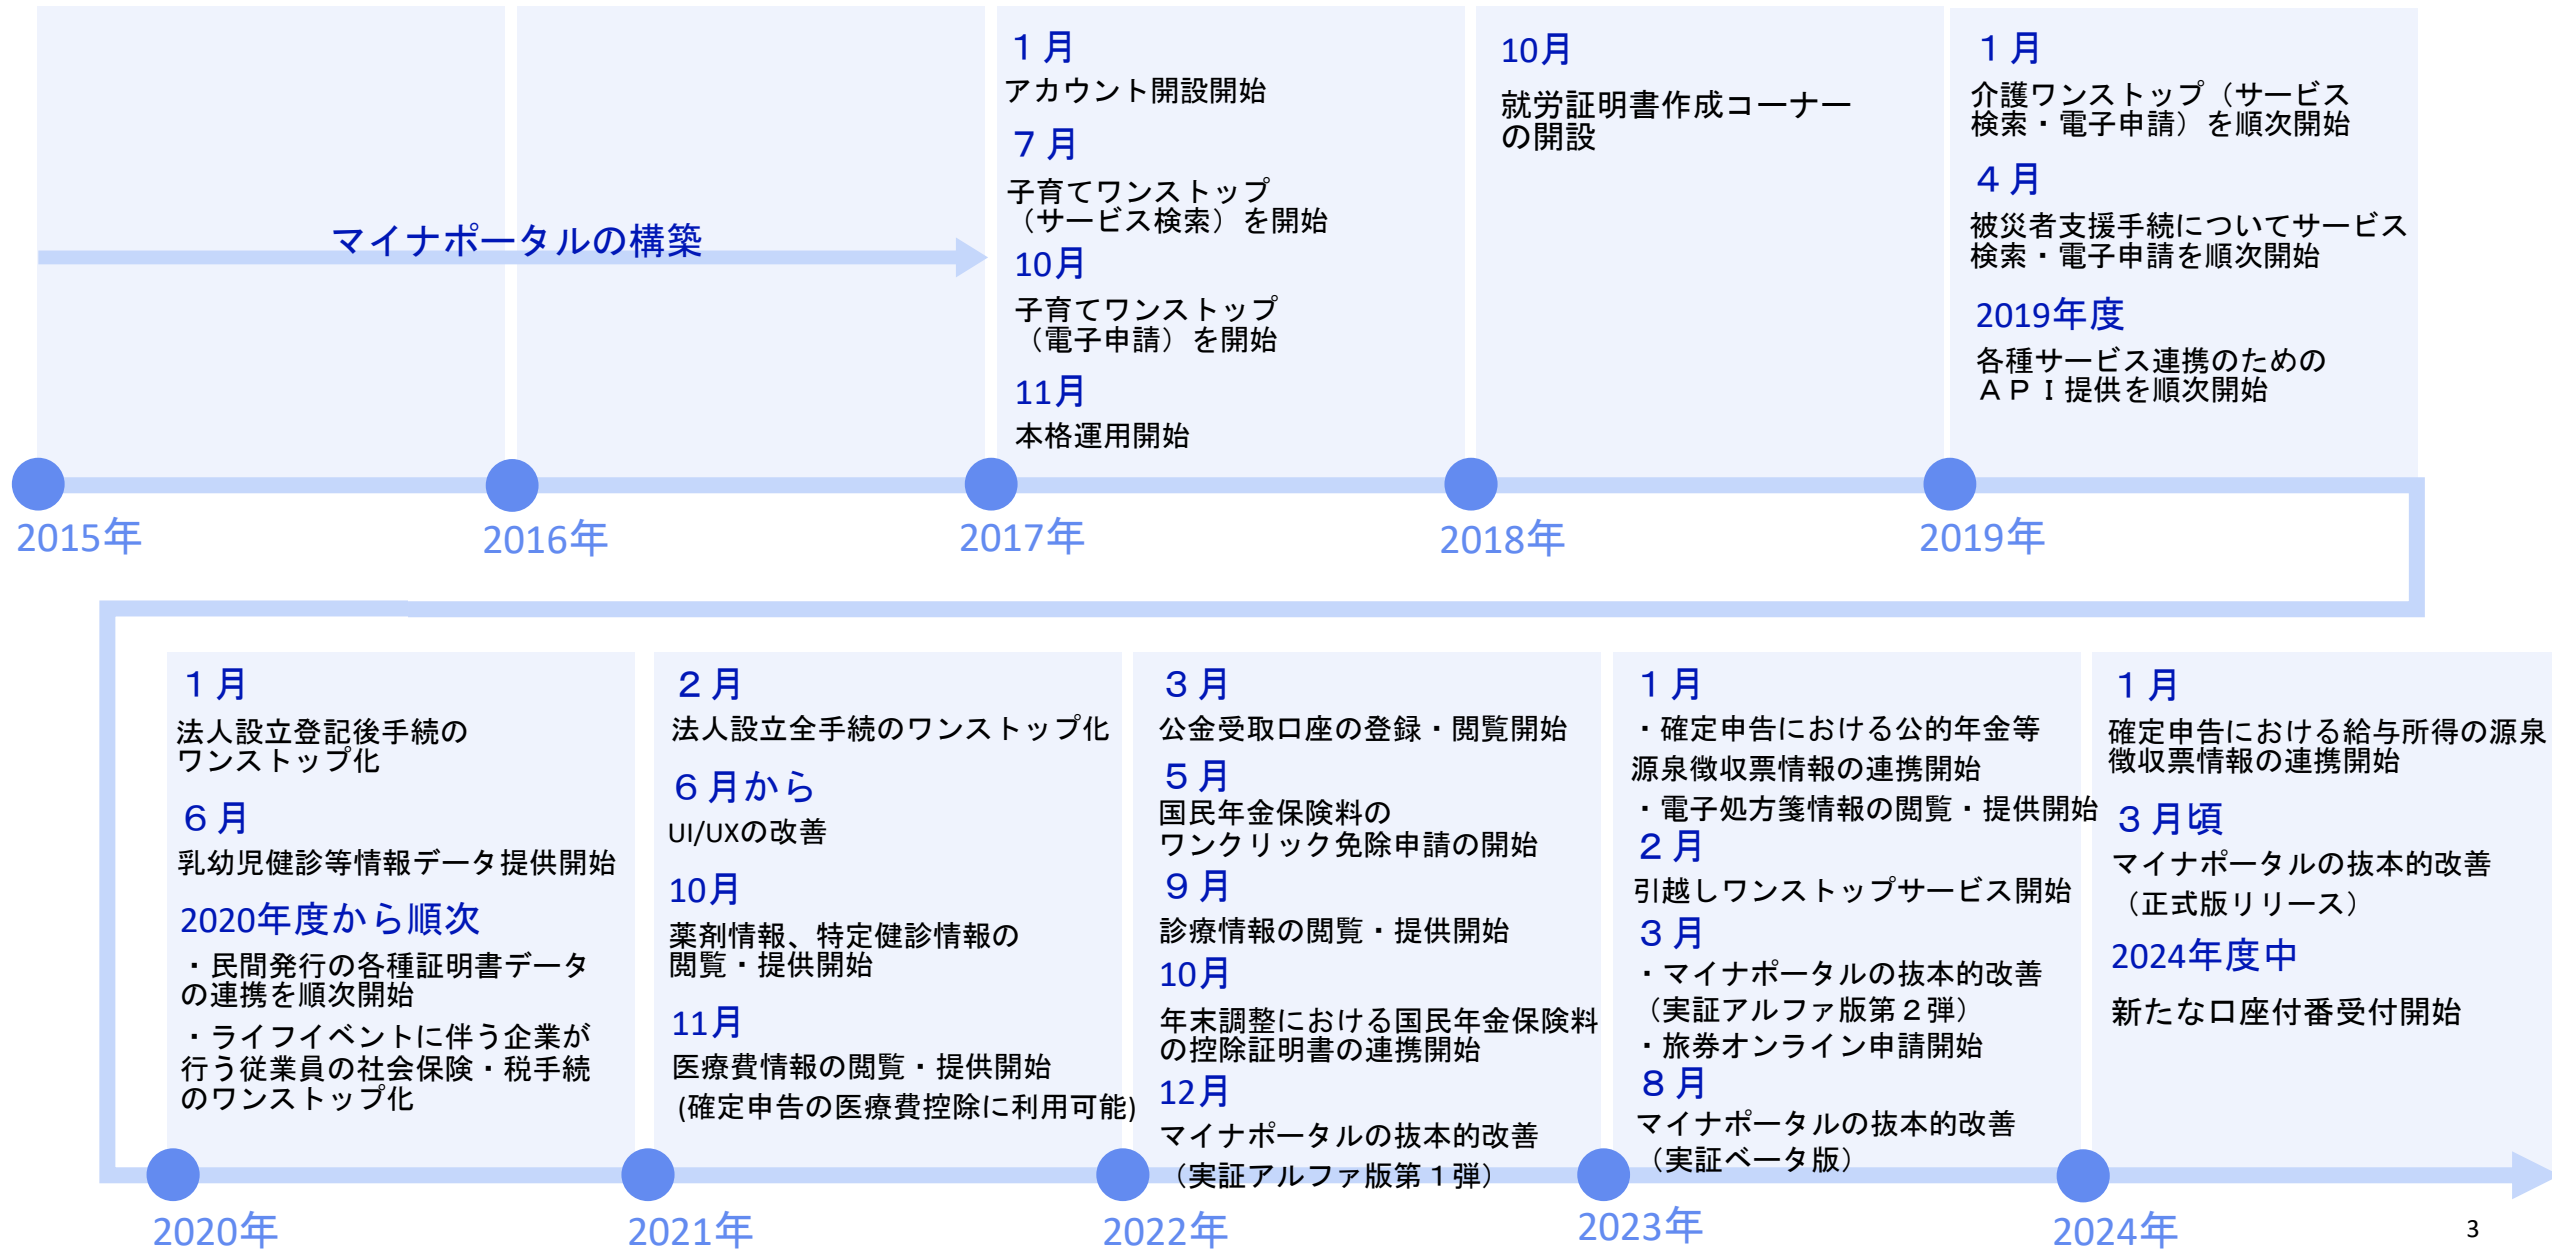 マイナポータルの構築
1月
アカウント開設開始
7月
子育てワンストップ
（サービス検索）を開始
10月
子育てワンストップ
（電子申請）を開始
11月
本格運用開始
10月
就労証明書作成コーナー
の開設
1月
介護ワンストップ（サービス
検索・電子申請）を順次開始
4月
被災者支援手続についてサービス
検索・電子申請を順次開始
2019年度
各種サービス連携のための
ＡＰＩ提供を順次開始
2015年
2016年
2017年
2018年
2019年
1月
法人設立登記後手続の
ワンストップ化
6月
乳幼児健診等情報データ提供開始
2020年度から順次
・民間発行の各種証明書データ
の連携を順次開始
・ライフイベントに伴う企業が
行う従業員の社会保険・税手続
のワンストップ化
2月
法人設立全手続のワンストップ化
6月から
UI/UXの改善
10月
薬剤情報、特定健診情報の
閲覧・提供開始
11月
医療費情報の閲覧・提供開始
(確定申告の医療費控除に利用可能)
3月
公金受取口座の登録・閲覧開始
5月
国民年金保険料の
ワンクリック免除申請の開始
9月
診療情報の閲覧・提供開始
10月
年末調整における国民年金保険料
の控除証明書の連携開始
12月
マイナポータルの抜本的改善
（実証アルファ版第１弾）
1月
・確定申告における公的年金等
源泉徴収票情報の連携開始
・電子処方箋情報の閲覧・提供開始
2月
引越しワンストップサービス開始
3月
・マイナポータルの抜本的改善
（実証アルファ版第２弾）
・旅券オンライン申請開始
8月
マイナポータルの抜本的改善
（実証ベータ版）
1月
確定申告における給与所得の源泉
徴収票情報の連携開始
3月頃
マイナポータルの抜本的改善
（正式版リリース）
2024年度中
新たな口座付番受付開始
2020年
2021年
2022年
2023年
2024年
3